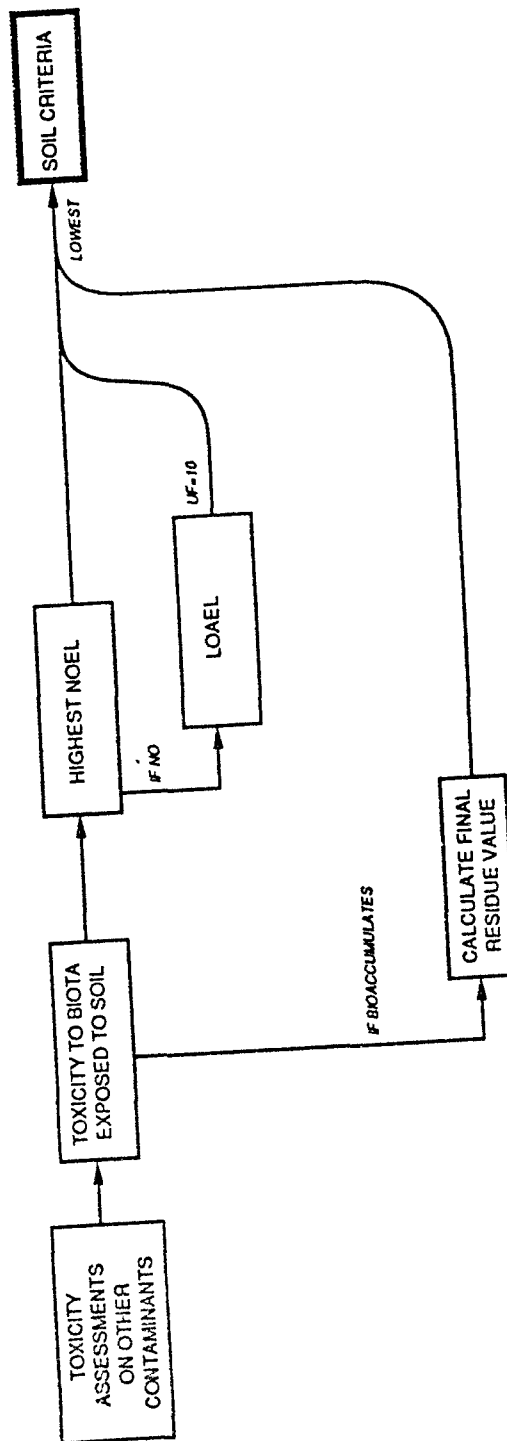 TOXICITY
ASSESSMENTS
ON OTHER
CONTAMINANTS
TOXICITY TO BIOTA
EXPOSED TO SOIL
IF BIOACCUMULATES
HIGHEST NOEL
IF NO
LOAEL
UF=10
CALCULATE FINAL
RESIDUE VALUE
LOWEST
SOIL CRITERIA